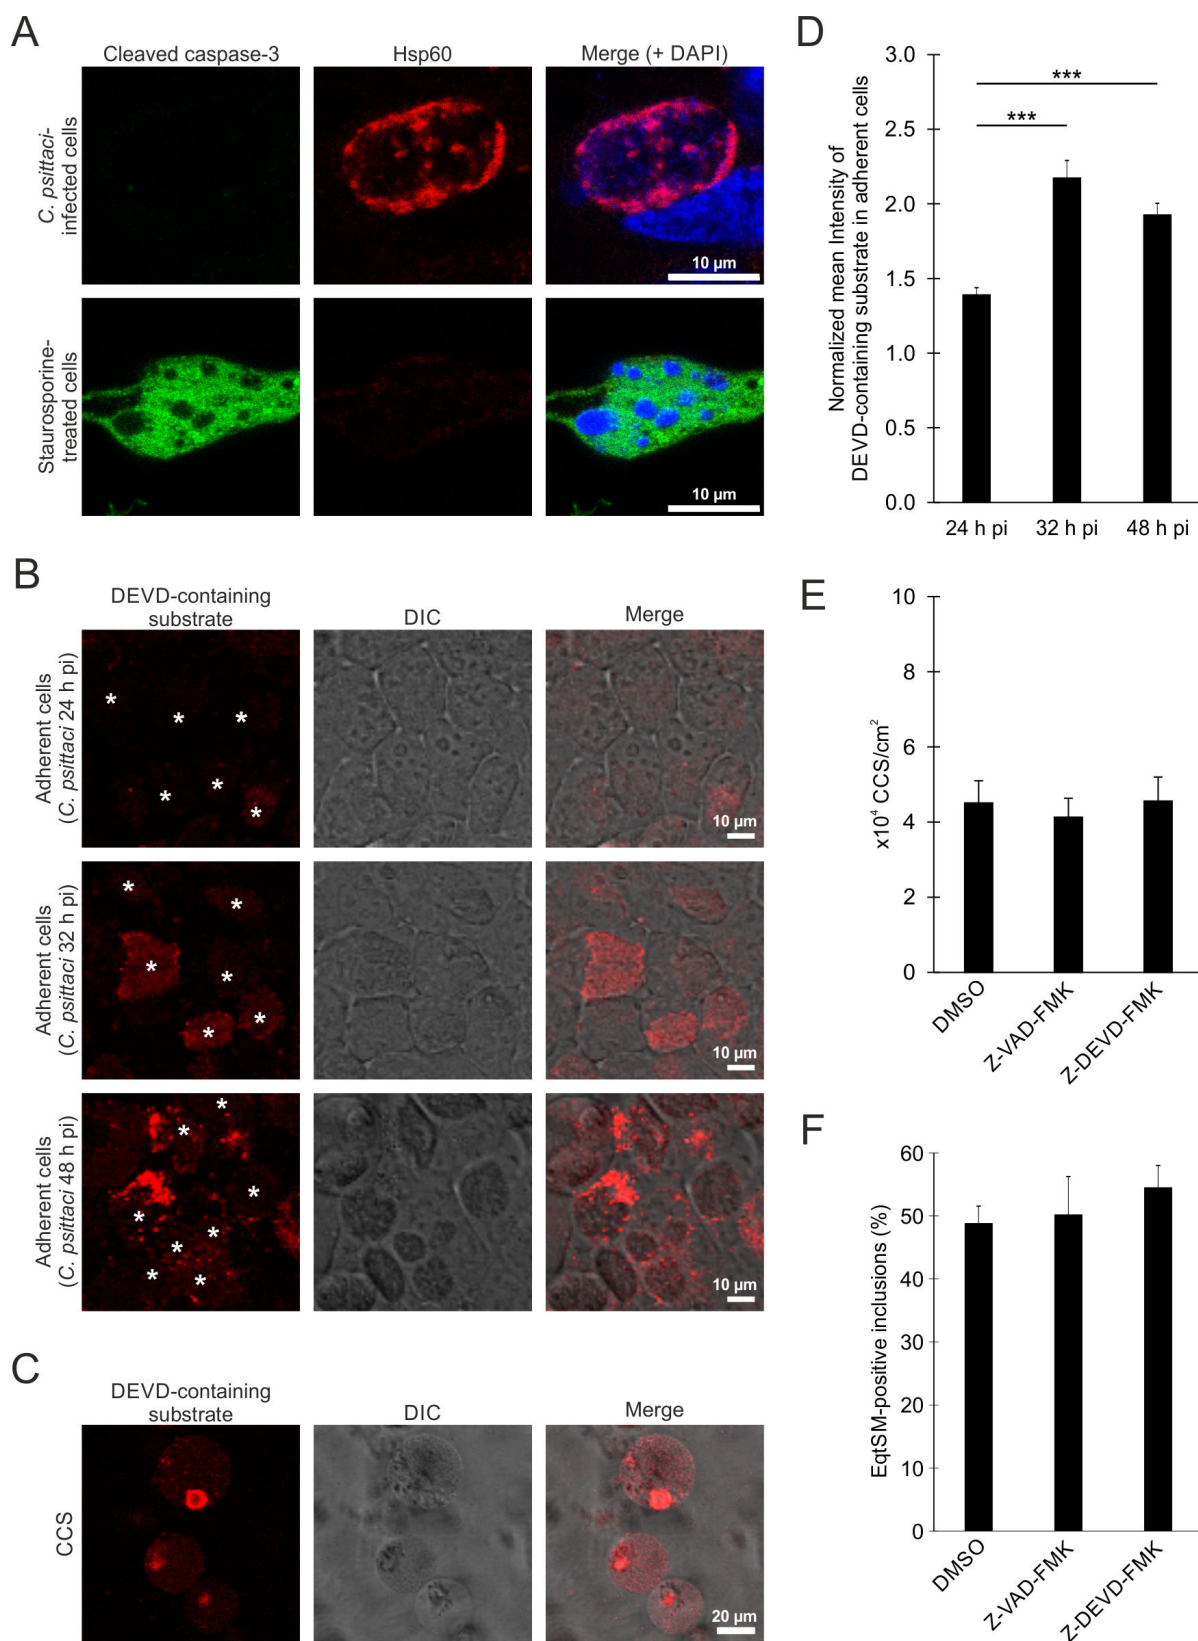 A
Cleaved caspase-3
Hsp60
Merge (+ DAPI)
C. psittaci-
infected cells
10 µm
Staurosporine-
treated cells
10 µm
B
DEVD-containing
substrate
DIC
Merge
Adherent cells
(C. psittaci 24 h pi)
* * * * * *
10 µm
Adherent cells
(C. psittaci 32 h pi)
* * * * * *
10 µm
Adherent cells
(C. psittaci 48 h pi)
* * * * * * * *
10 µm
C
DEVD-containing
substrate
DIC
Merge
CCS
20 µm
D
Normalized mean Intensity of
DEVD-containing substrate in adherent cells
3.0
2.5
2.0
1.5
1.0
0.5
0.0
***
***
24 h pi
32 h pi
48 h pi
E
x10⁴ CCS/cm²
10
8
6
4
2
0
DMSO
Z-VAD-FMK
Z-DEVD-FMK
F
EqtSM-positive inclusions (%)
60
50
40
30
20
10
0
DMSO
Z-VAD-FMK
Z-DEVD-FMK